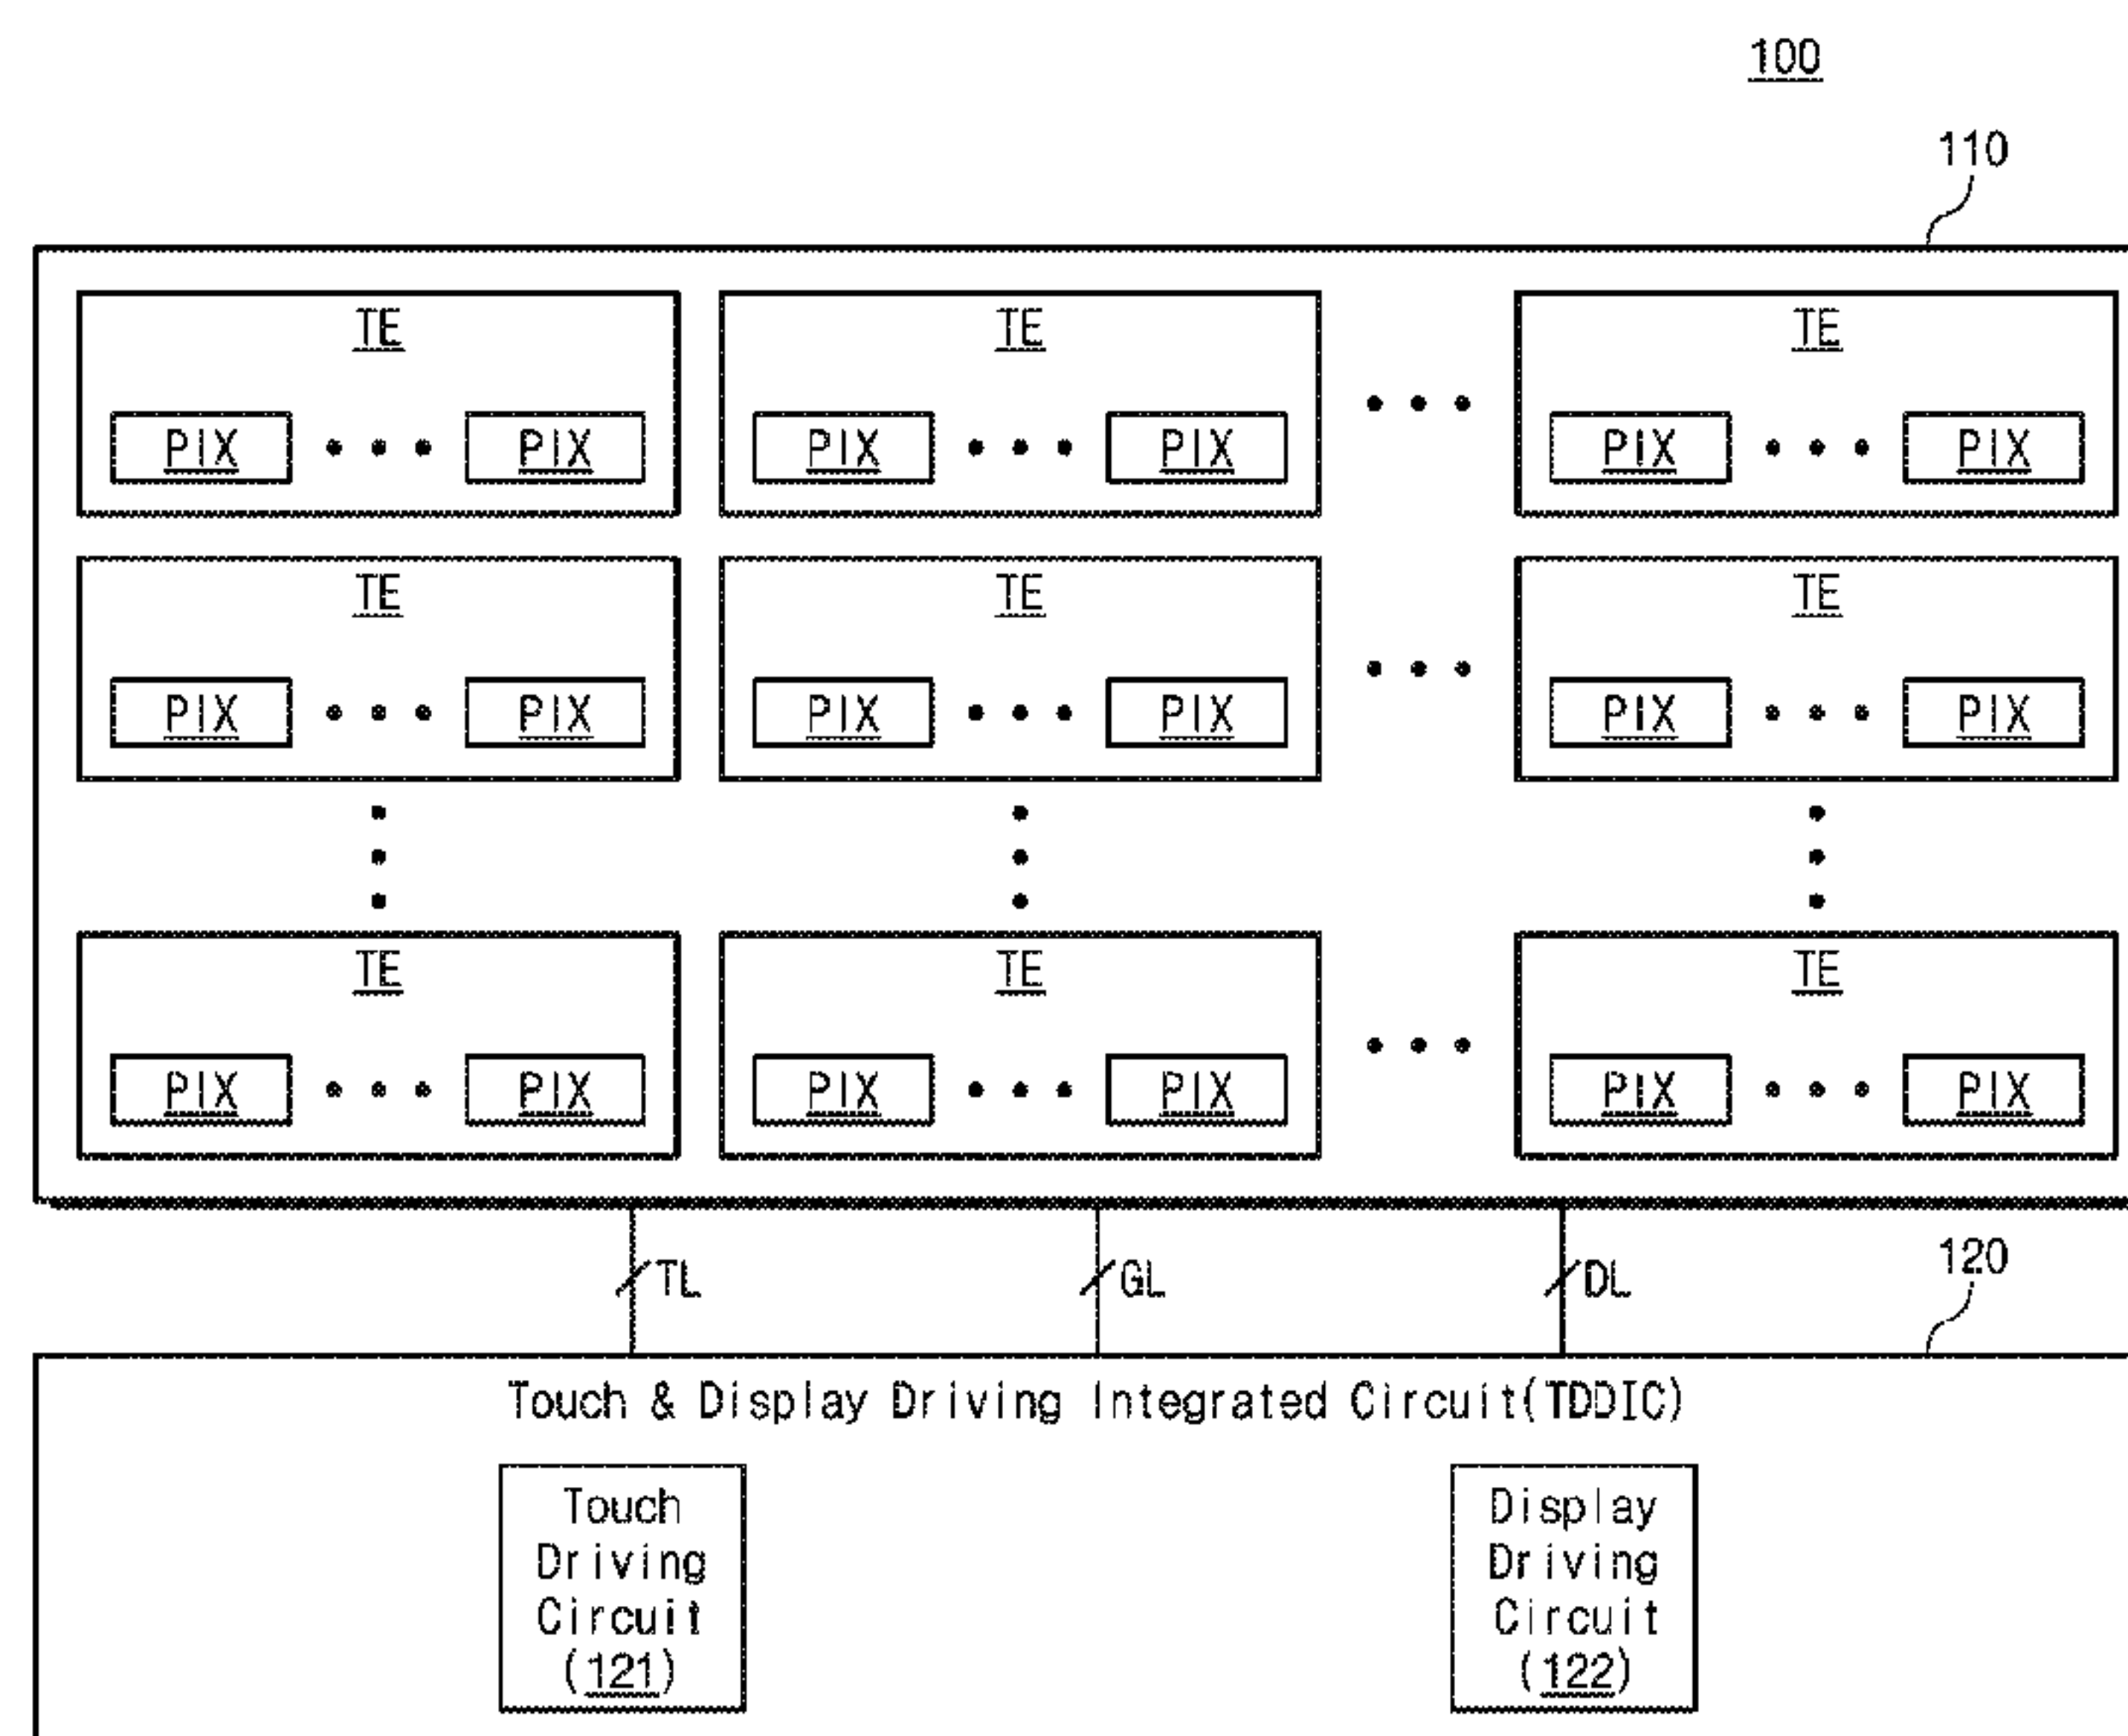 100
110
TE TE TE
PIX PIX PIX PIX PIX PIX
TE TE TE
PIX PIX PIX PIX PIX PIX
TE TE TE
PIX PIX PIX PIX PIX PIX
TL GL DL 120
Touch & Display Driving Integrated Circuit(TDDIC)
Touch
Driving
Circuit
(121)
Display
Driving
Circuit
(122)